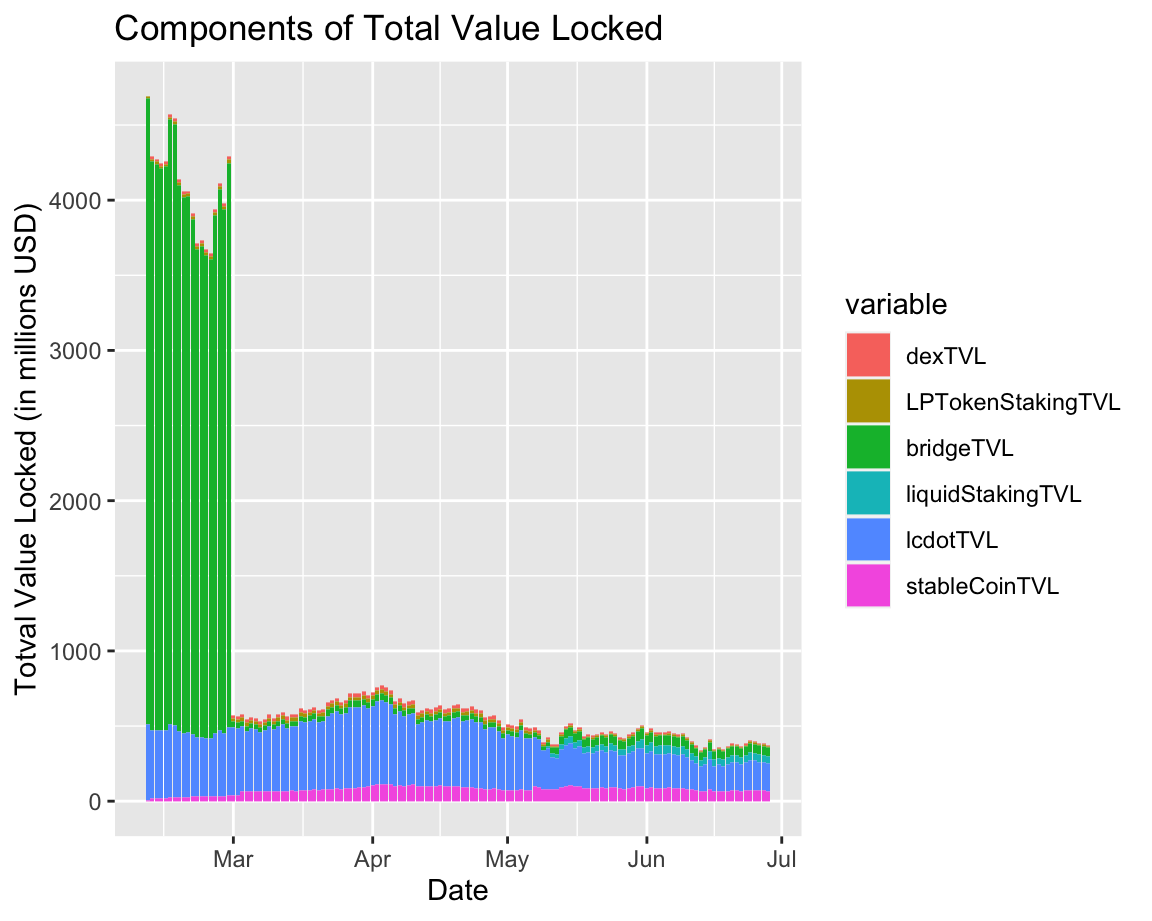 Components of Total Value Locked
Totval Value Locked (in millions USD)
4000
3000
2000
1000
0
Mar
Apr
May
Jun
Jul
Date
variable
dexTVL
LPTokenStakingTVL
bridgeTVL
liquidStakingTVL
lcdotTVL
stableCoinTVL